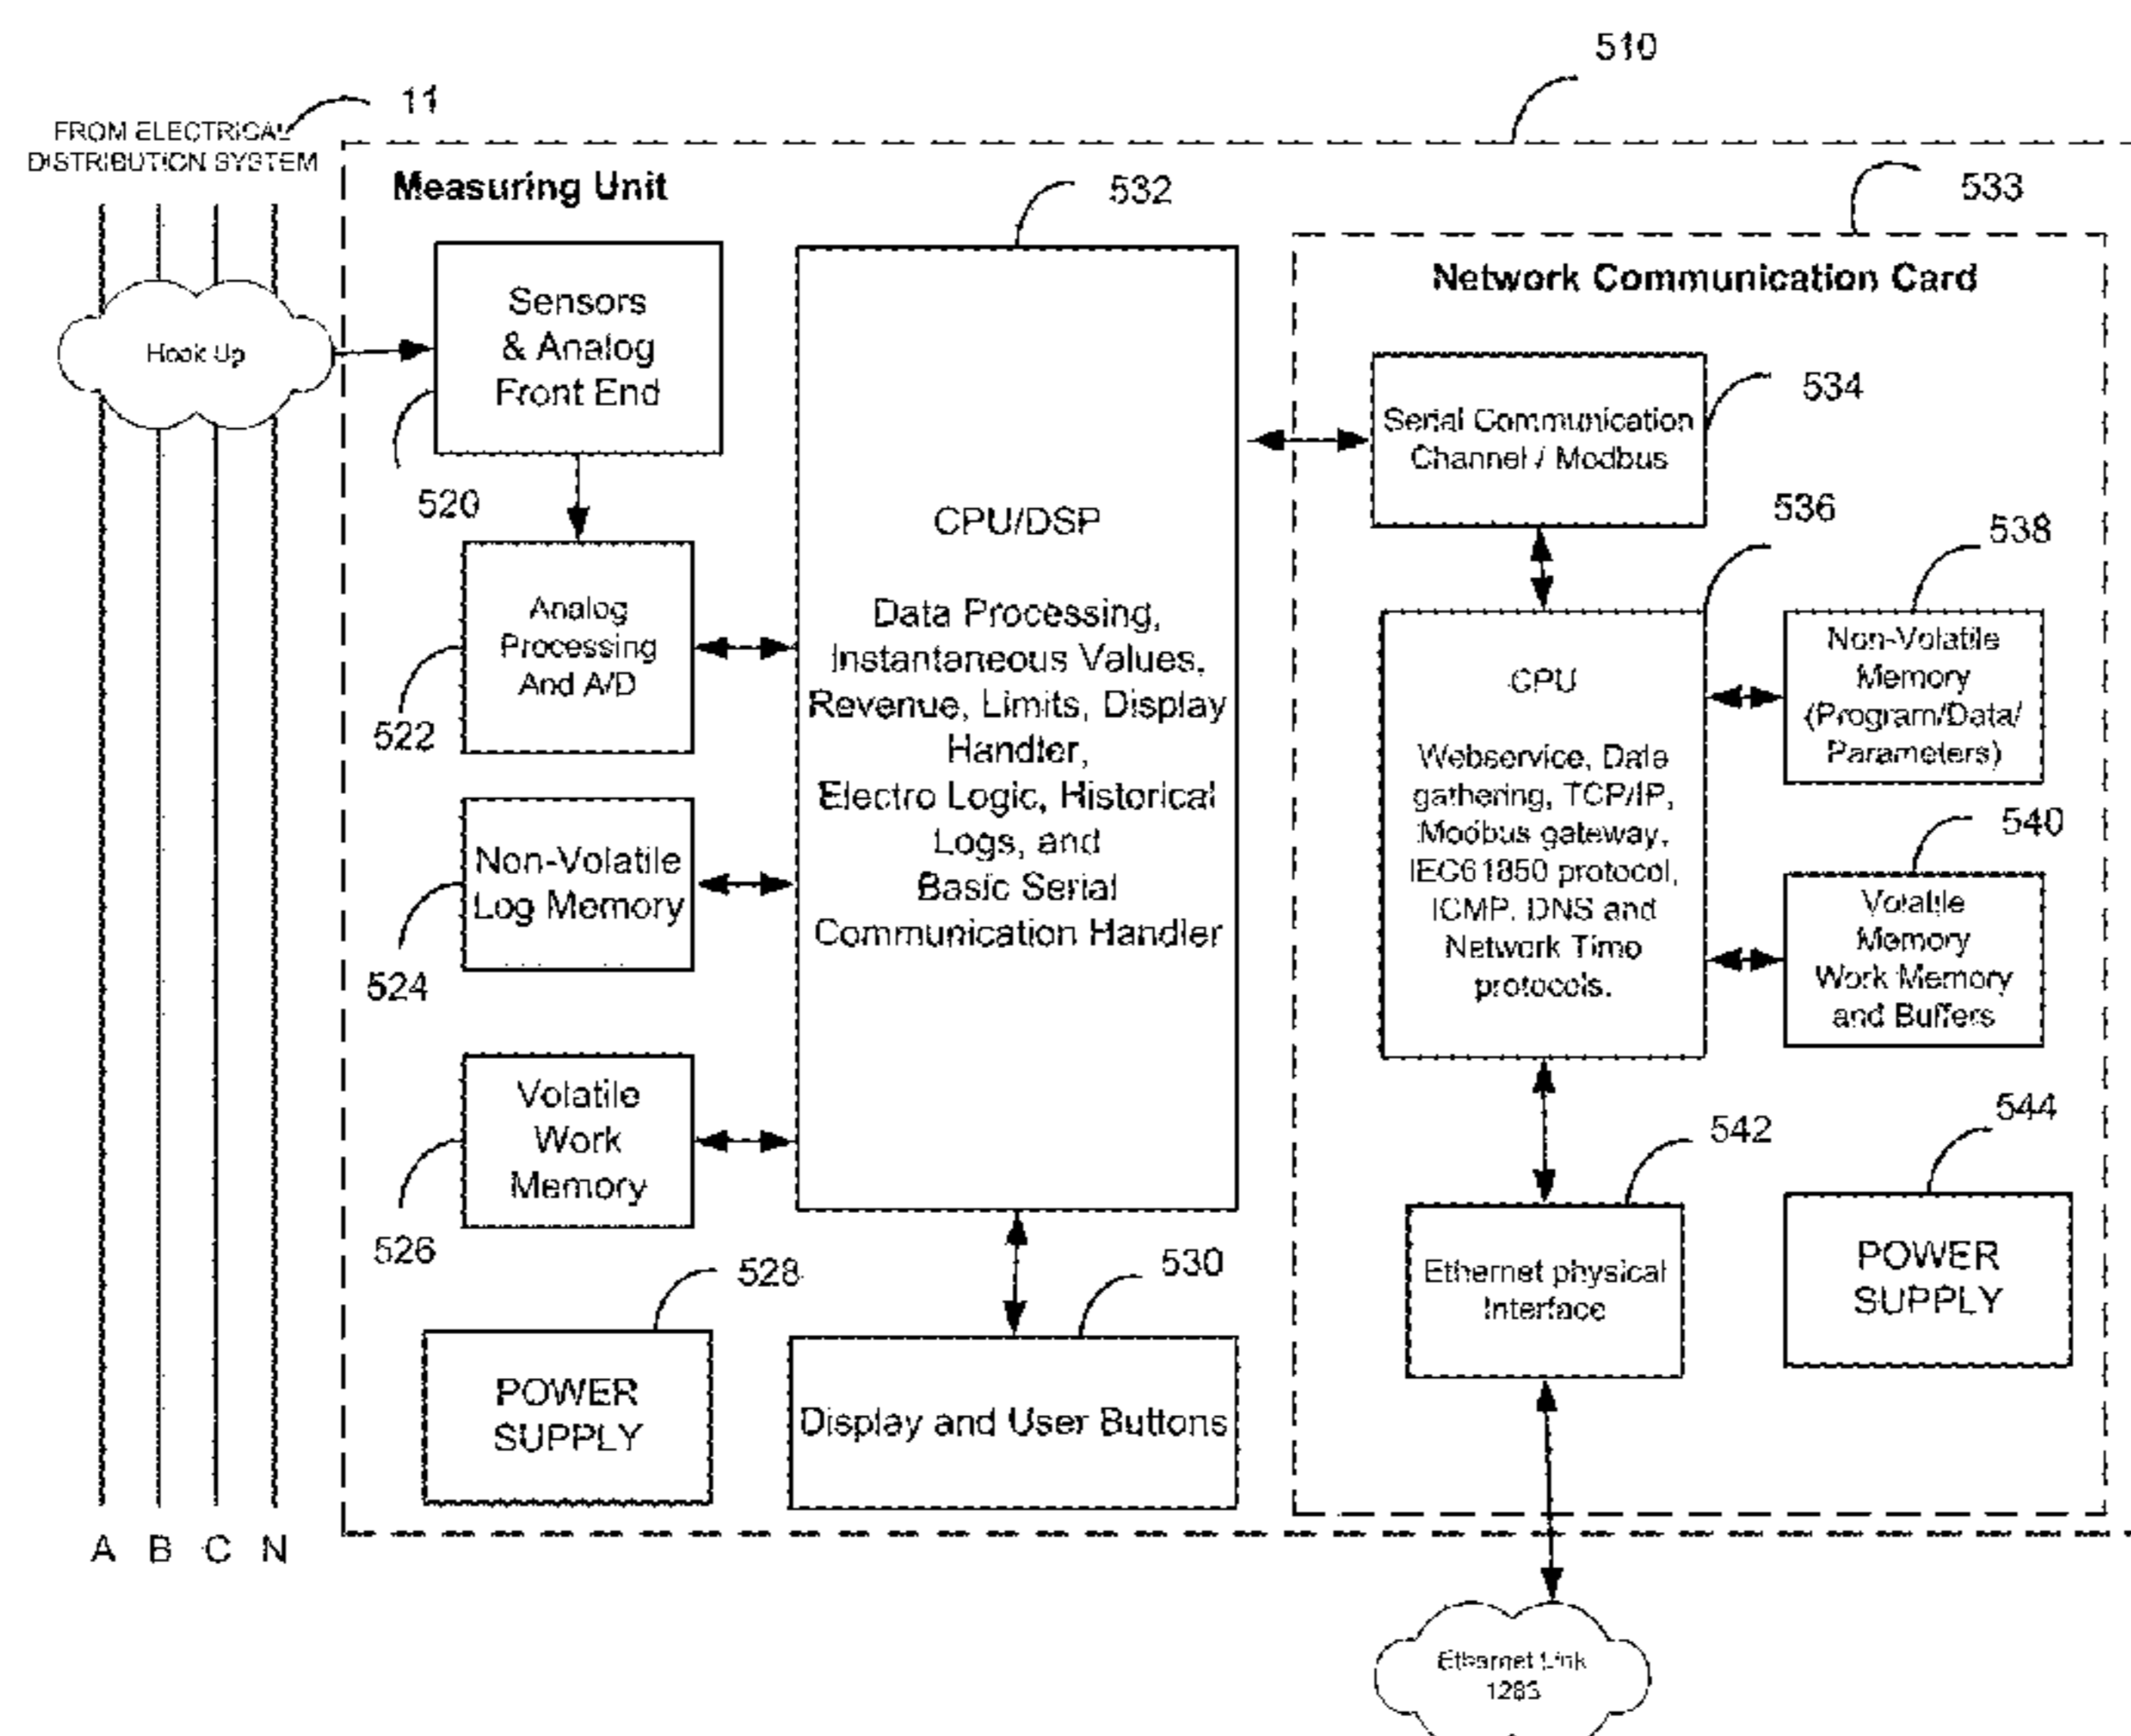 510
11
FROM ELECTRICAL
DISTRIBUTION SYSTEM
Measuring Unit
532
533
Network Communication Card
Hook Up
Sensors
& Analog
Front End
520
534
Serial Communication
Channel / Modbus
CPU/DSP
Data Processing,
Instantaneous Values,
Revenue, Limits, Display
Handler,
Electro Logic, Historical
Logs, and
Basic Serial
Communication Handler
Analog
Processing
And A/D
522
536
538
CPU
Webservice, Data
gathering, TCP/IP,
Modbus gateway,
IEC61850 protocol,
ICMP, DNS and
Network Time
protocols.
Non-Volatile
Memory
(Program/Data/
Parameters)
540
Volatile
Memory
Work Memory
and Buffers
Non-Volatile
Log Memory
524
Volatile
Work
Memory
526
528
530
542
544
Ethernet physical
Interface
POWER
SUPPLY
POWER
SUPPLY
Display and User Buttons
A B C N
Ethernet Link